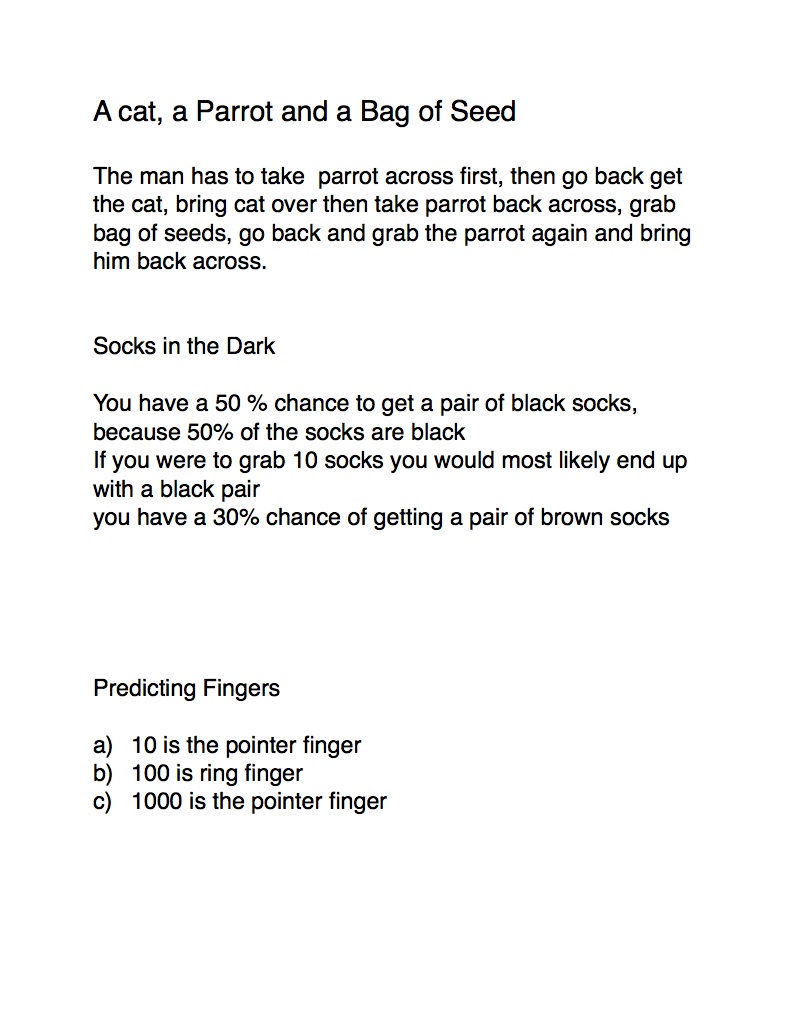 A cat, a Parrot and a Bag of Seed
The man has to take  parrot across first, then go back get
the cat, bring cat over then take parrot back across, grab
bag of seeds, go back and grab the parrot again and bring
him back across.
Socks in the Dark
You have a 50 % chance to get a pair of black socks,
because 50% of the socks are black
If you were to grab 10 socks you would most likely end up
with a black pair
you have a 30% chance of getting a pair of brown socks
Predicting Fingers
a) 10 is the pointer finger
b) 100 is ring finger
c) 1000 is the pointer finger